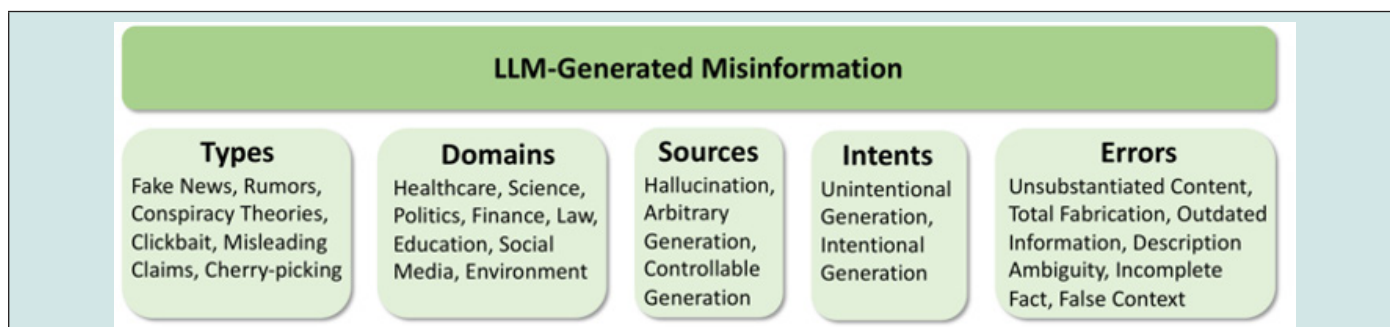 LLM-Generated Misinformation
Types
Fake News, Rumors,
Conspiracy Theories,
Clickbait, Misleading
Claims, Cherry-picking
Domains
Healthcare, Science,
Politics, Finance, Law,
Education, Social
Media, Environment
Sources
Hallucination,
Arbitrary
Generation,
Controllable
Generation
Intents
Unintentional
Generation,
Intentional
Generation
Errors
Unsubstantiated Content,
Total Fabrication, Outdated
Information, Description
Ambiguity, Incomplete
Fact, False Context